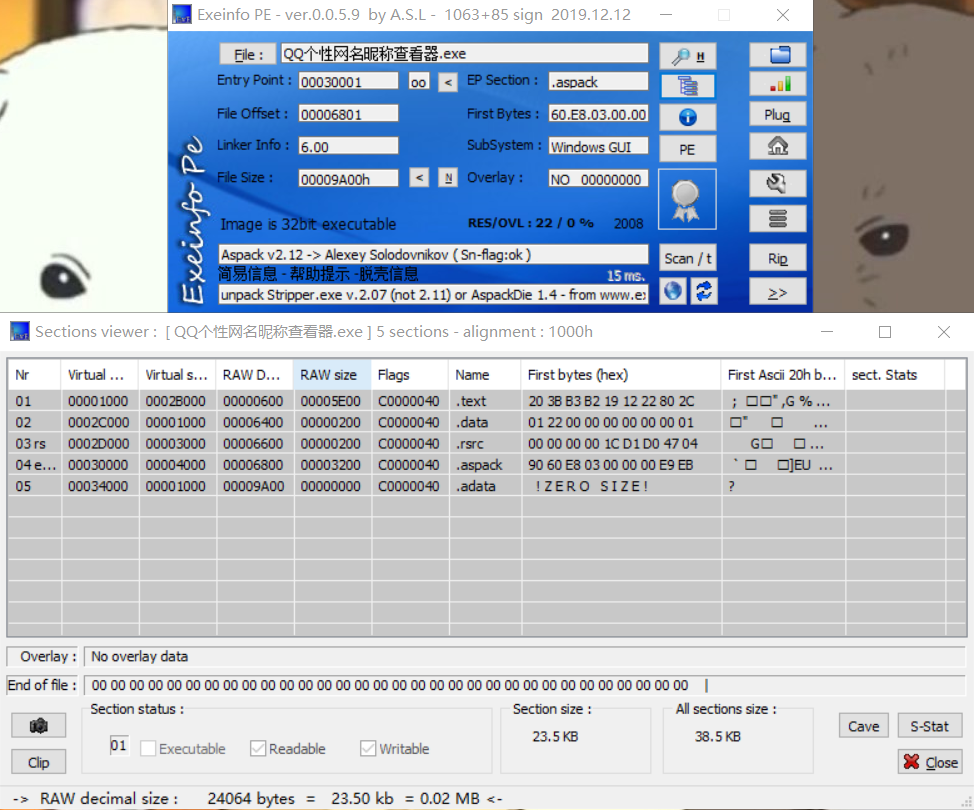 Exeinfo PE - ver.0.0.5.9 by A.S.L - 1063+85 sign 2019.12.12
File : QQ个性网名昵称查看器.exe H
Entry Point : 00030001 oo < EP Section : .aspack
File Offset : 00006801 First Bytes : 60.E8.03.00.00 Plug
Linker Info : 6.00 SubSystem : Windows GUI PE
File Size : 00009A00h < N Overlay : NO 00000000
Image is 32bit executable RES/OVL : 22 / 0 % 2008
Exeinfo Pe
Aspack v2.12 -> Alexey Solodovnikov ( Sn-flag:ok ) Scan / t Rip
简易信息 - 帮助提示 -脱壳信息 15 ms.
unpack Stripper.exe v.2.07 (not 2.11) or AspackDie 1.4 - from www.e >>
Sections viewer : [ QQ个性网名昵称查看器.exe ] 5 sections - alignment : 1000h
Nr Virtual ... Virtual s... RAW D... RAW size Flags Name First bytes (hex) First Ascii 20h b... sect. Stats
01 00001000 0002B000 00000600 00005E00 C0000040 .text 20 3B B3 B2 19 12 22 80 2C ; □□",G % ...
02 0002C000 00001000 00006400 00000200 C0000040 .data 01 22 00 00 00 00 00 00 01 □" □ ...
03 rs 0002D000 00003000 00006600 00000200 C0000040 .rsrc 00 00 00 00 1C D1 D0 47 04 G□ □ ...
04 e... 00030000 00004000 00006800 00003200 C0000040 .aspack 90 60 E8 03 00 00 00 E9 EB ` □ □]EU ...
05 00034000 00001000 00009A00 00000000 C0000040 .adata ! Z E R O S I Z E ! ?
Overlay : No overlay data
End of file : 00 00 00 00 00 00 00 00 00 00 00 00 00 00 00 00 00 00 00 00 00 00 00 00 00 00 00 00 00 00 00 00
Section status : Section size : All sections size :
01 Executable Readable Writable 23.5 KB 38.5 KB Cave S-Stat
Clip Close
-> RAW decimal size : 24064 bytes = 23.50 kb = 0.02 MB <-